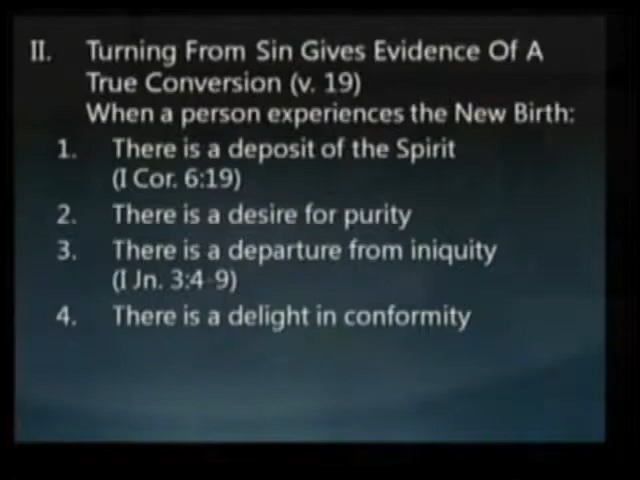 II. Turning From Sin Gives Evidence Of A
True Conversion (v. 19)
When a person experiences the New Birth:
1. There is a deposit of the Spirit
(I Cor. 6:19)
2. There is a desire for purity
3. There is a departure from iniquity
(I Jn. 3:4-9)
4. There is a delight in conformity